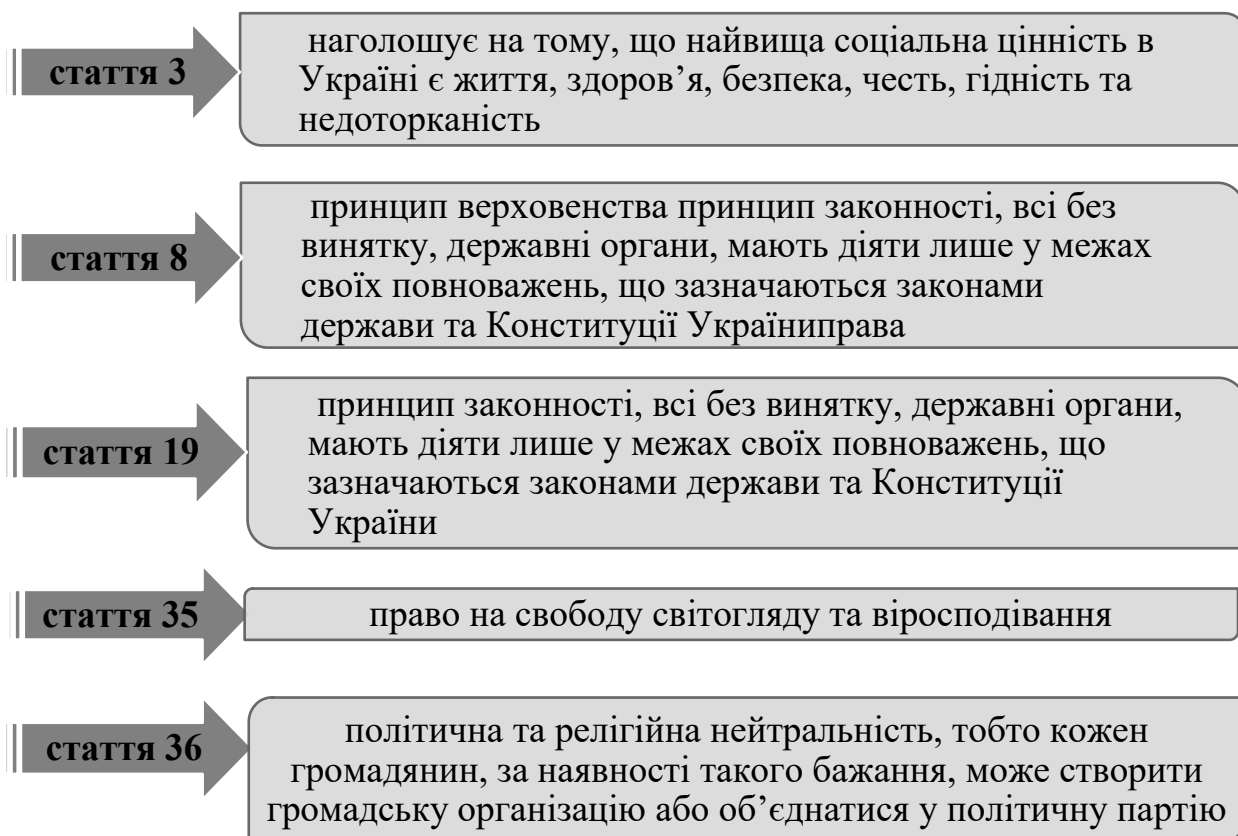 стаття 3
наголошує на тому, що найвища соціальна цінність в
Україні є життя, здоров’я, безпека, честь, гідність та
недоторканість
стаття 8
принцип верховенства принцип законності, всі без
винятку, державні органи, мають діяти лише у межах
своїх повноважень, що зазначаються законами
держави та Конституції Україниправа
стаття 19
принцип законності, всі без винятку, державні органи,
мають діяти лише у межах своїх повноважень, що
зазначаються законами держави та Конституції
України
стаття 35
право на свободу світогляду та віросподівання
стаття 36
політична та релігійна нейтральність, тобто кожен
громадянин, за наявності такого бажання, може створити
громадську організацію або об’єднатися у політичну партію